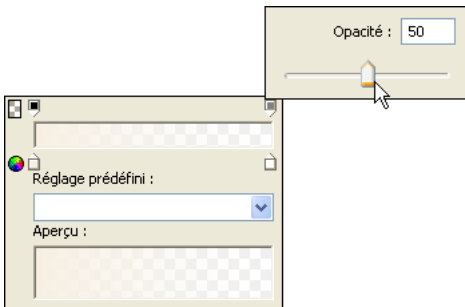 Opacité : 50
Réglage prédéfini :
Aperçu :